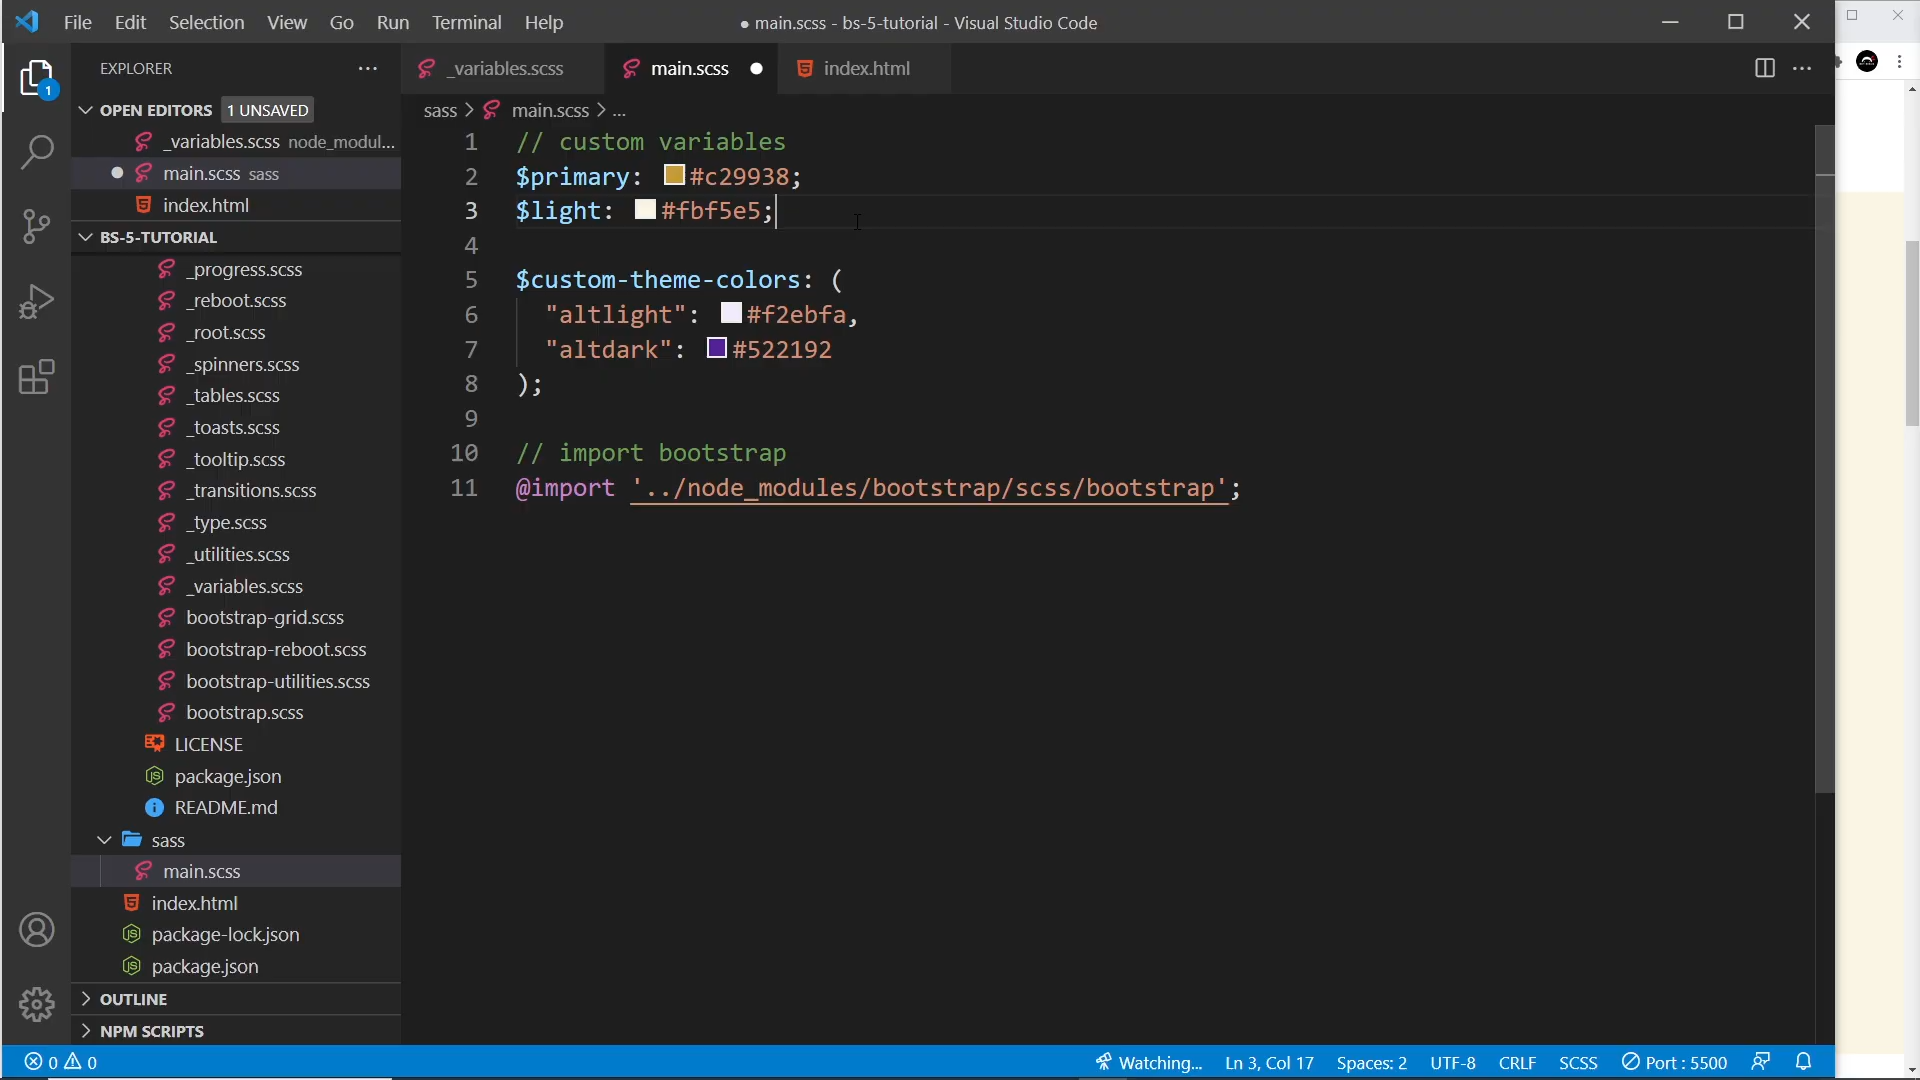 File Edit Selection View Go Run Terminal Help
● main.scss - bs-5-tutorial - Visual Studio Code
EXPLORER
OPEN EDITORS 1 UNSAVED
_variables.scss node_modul...
main.scss sass
index.html
BS-5-TUTORIAL
_progress.scss
_reboot.scss
_root.scss
_spinners.scss
_tables.scss
_toasts.scss
_tooltip.scss
_transitions.scss
_type.scss
_utilities.scss
_variables.scss
bootstrap-grid.scss
bootstrap-reboot.scss
bootstrap-utilities.scss
bootstrap.scss
LICENSE
package.json
README.md
sass
main.scss
index.html
package-lock.json
package.json
OUTLINE
NPM SCRIPTS
1
_variables.scss main.scss index.html
sass > main.scss > ...
1 // custom variables
2 $primary: #c29938;
3 $light: #fbf5e5;
4
5 $custom-theme-colors: (
6 "altlight": #f2ebfa,
7 "altdark": #522192
8 );
9
10 // import bootstrap
11 @import '../node_modules/bootstrap/scss/bootstrap';
0 0 Watching... Ln 3, Col 17 Spaces: 2 UTF-8 CRLF SCSS Port : 5500